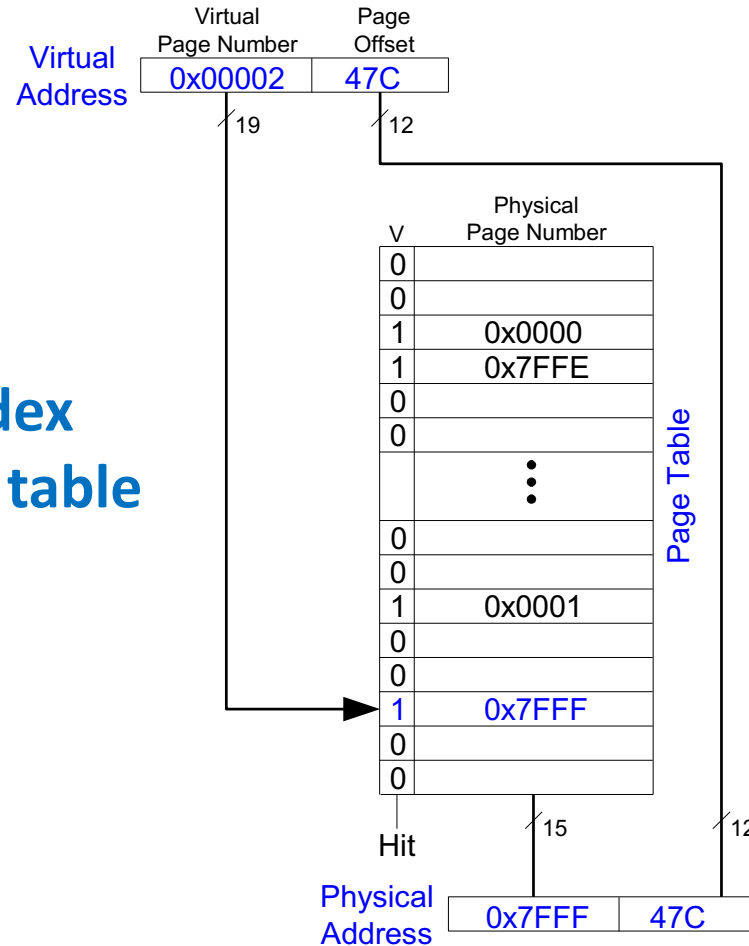 Virtual Page Number
Page Offset
Virtual Address
0x00002 47C
19 12
V Physical Page Number
0
0
1 0x0000
1 0x7FFE
0
0
dex
table
Page Table
0
0
1 0x0001
0
0
1 0x7FFF
0
0
Hit
15 12
Physical Address
0x7FFF 47C